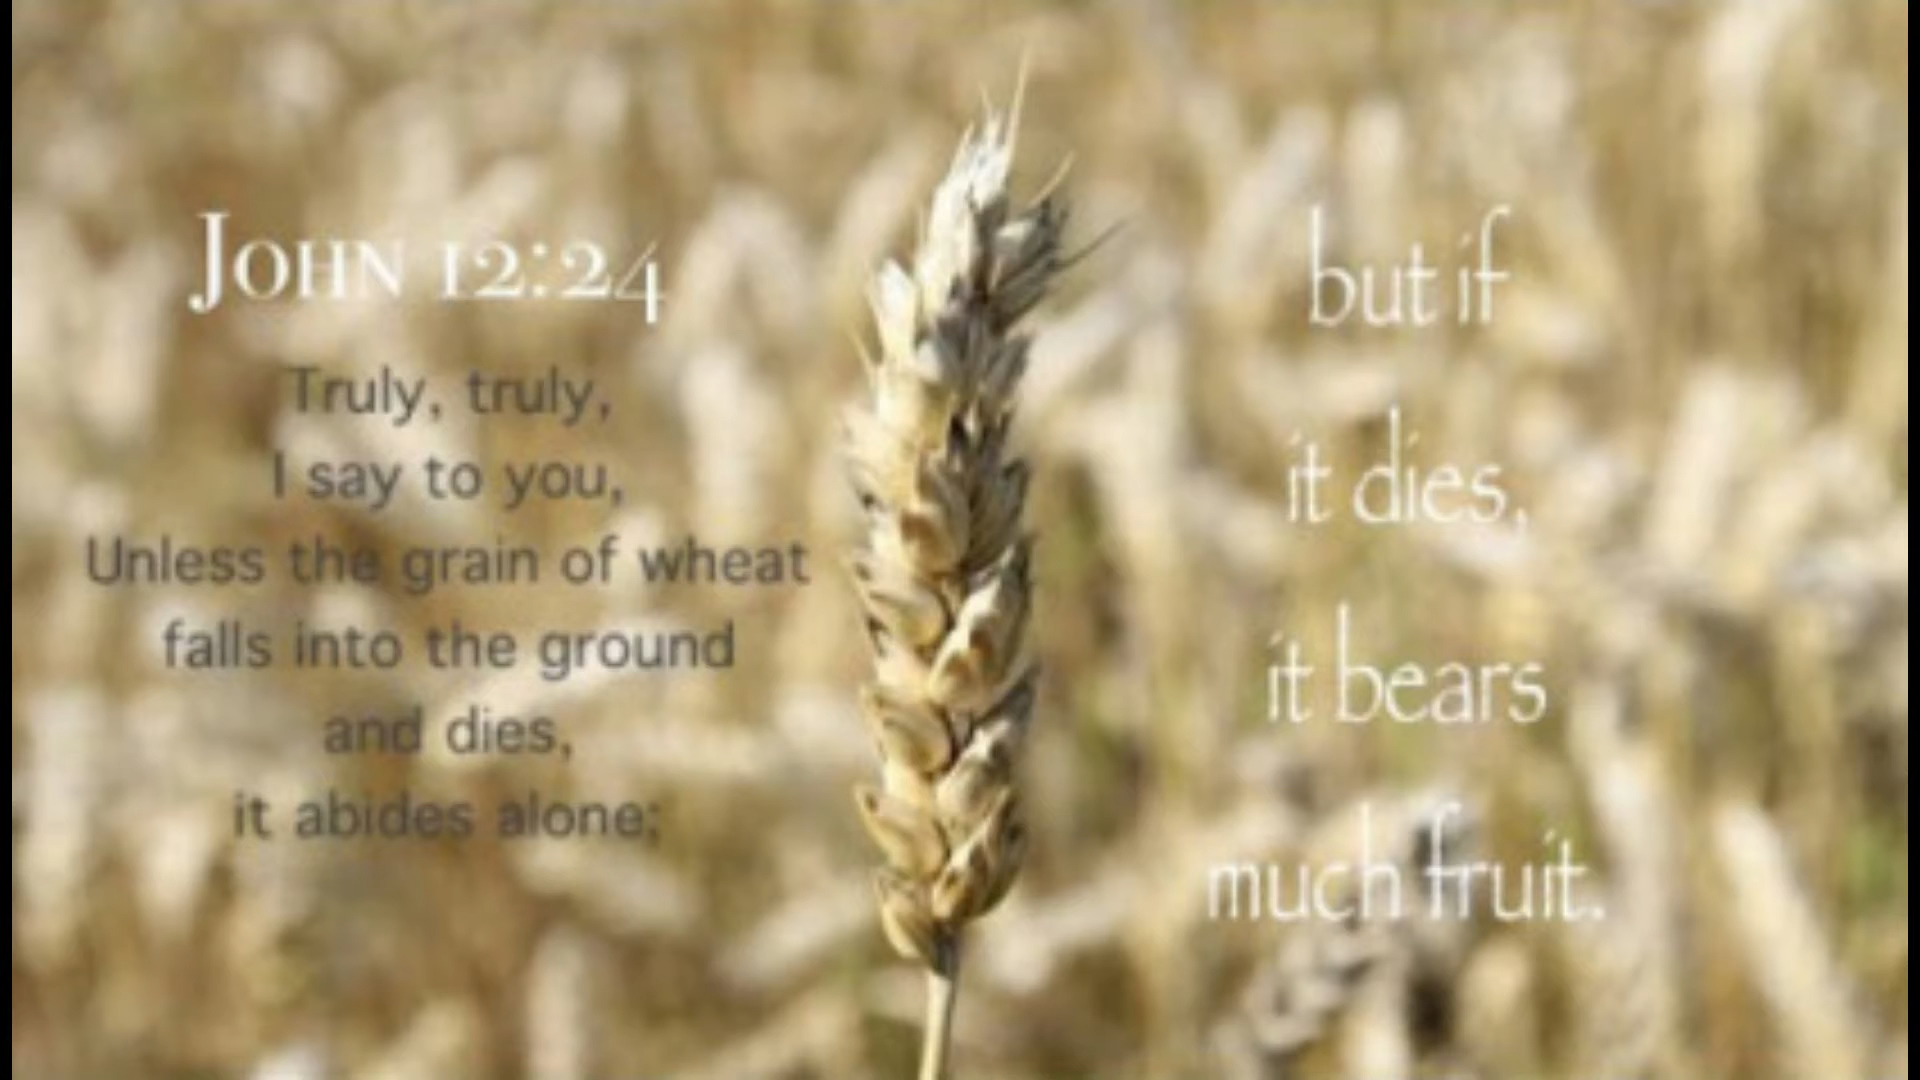 John 12:24
Truly, truly,
I say to you,
Unless the grain of wheat
falls into the ground
and dies,
it abides alone;
but if
it dies,
it bears
much fruit.